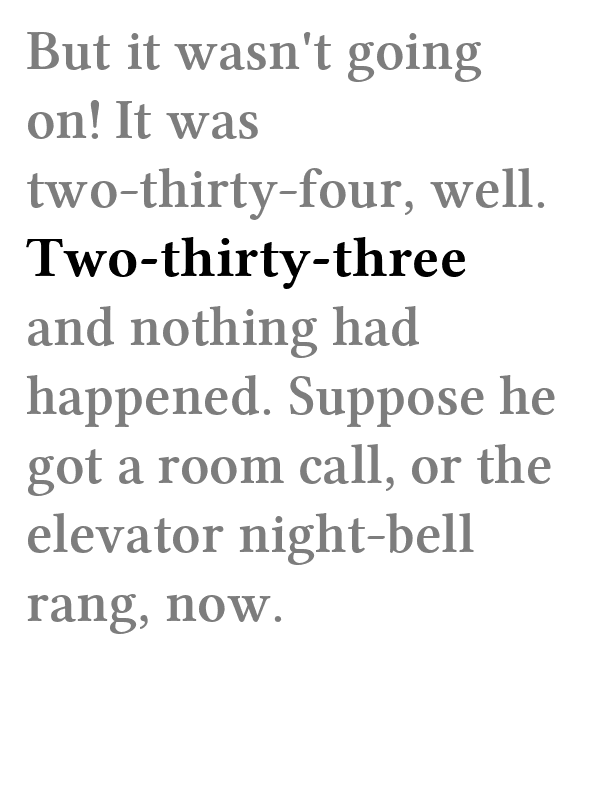 But it wasn't going
on! It was
two-thirty-four, well.
Two-thirty-three
and nothing had
happened. Suppose he
got a room call, or the
elevator night-bell
rang, now.